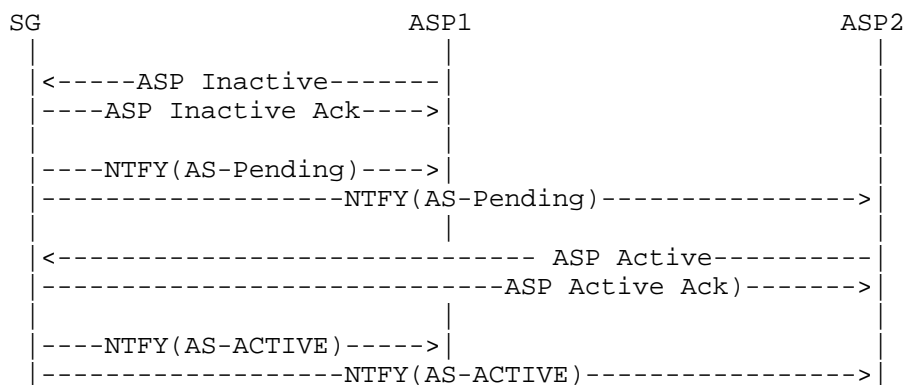 SG ASP1 ASP2
| | |
|<-----ASP Inactive-------| |
|----ASP Inactive Ack---->| |
| | |
|----NTFY(AS-Pending)---->| |
|-------------------NTFY(AS-Pending)---------------->|
| | |
|<------------------------------ ASP Active----------|
|-----------------------------ASP Active Ack)------->|
| | |
|----NTFY(AS-ACTIVE)----->| |
|-------------------NTFY(AS-ACTIVE)----------------->|